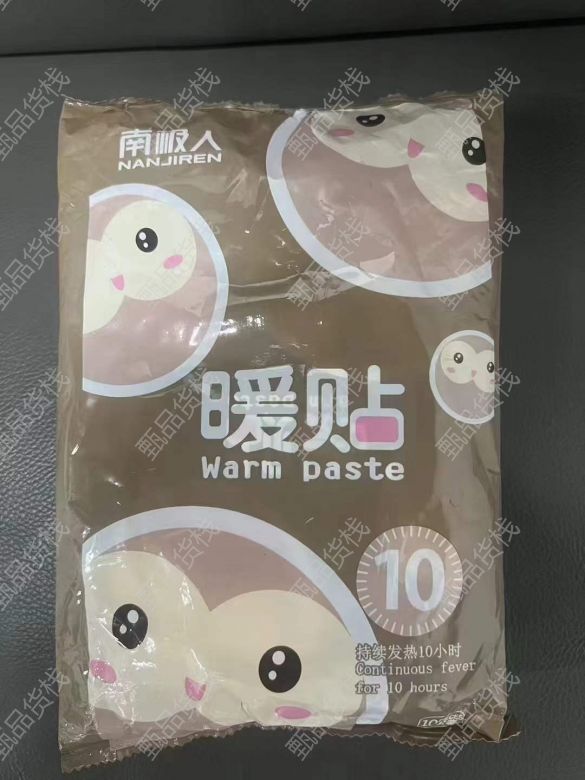 南极人
NANJIREN
暖贴
Warm paste
10
持续发热10小时
Continuous fever
for 10 hours
甄品货栈